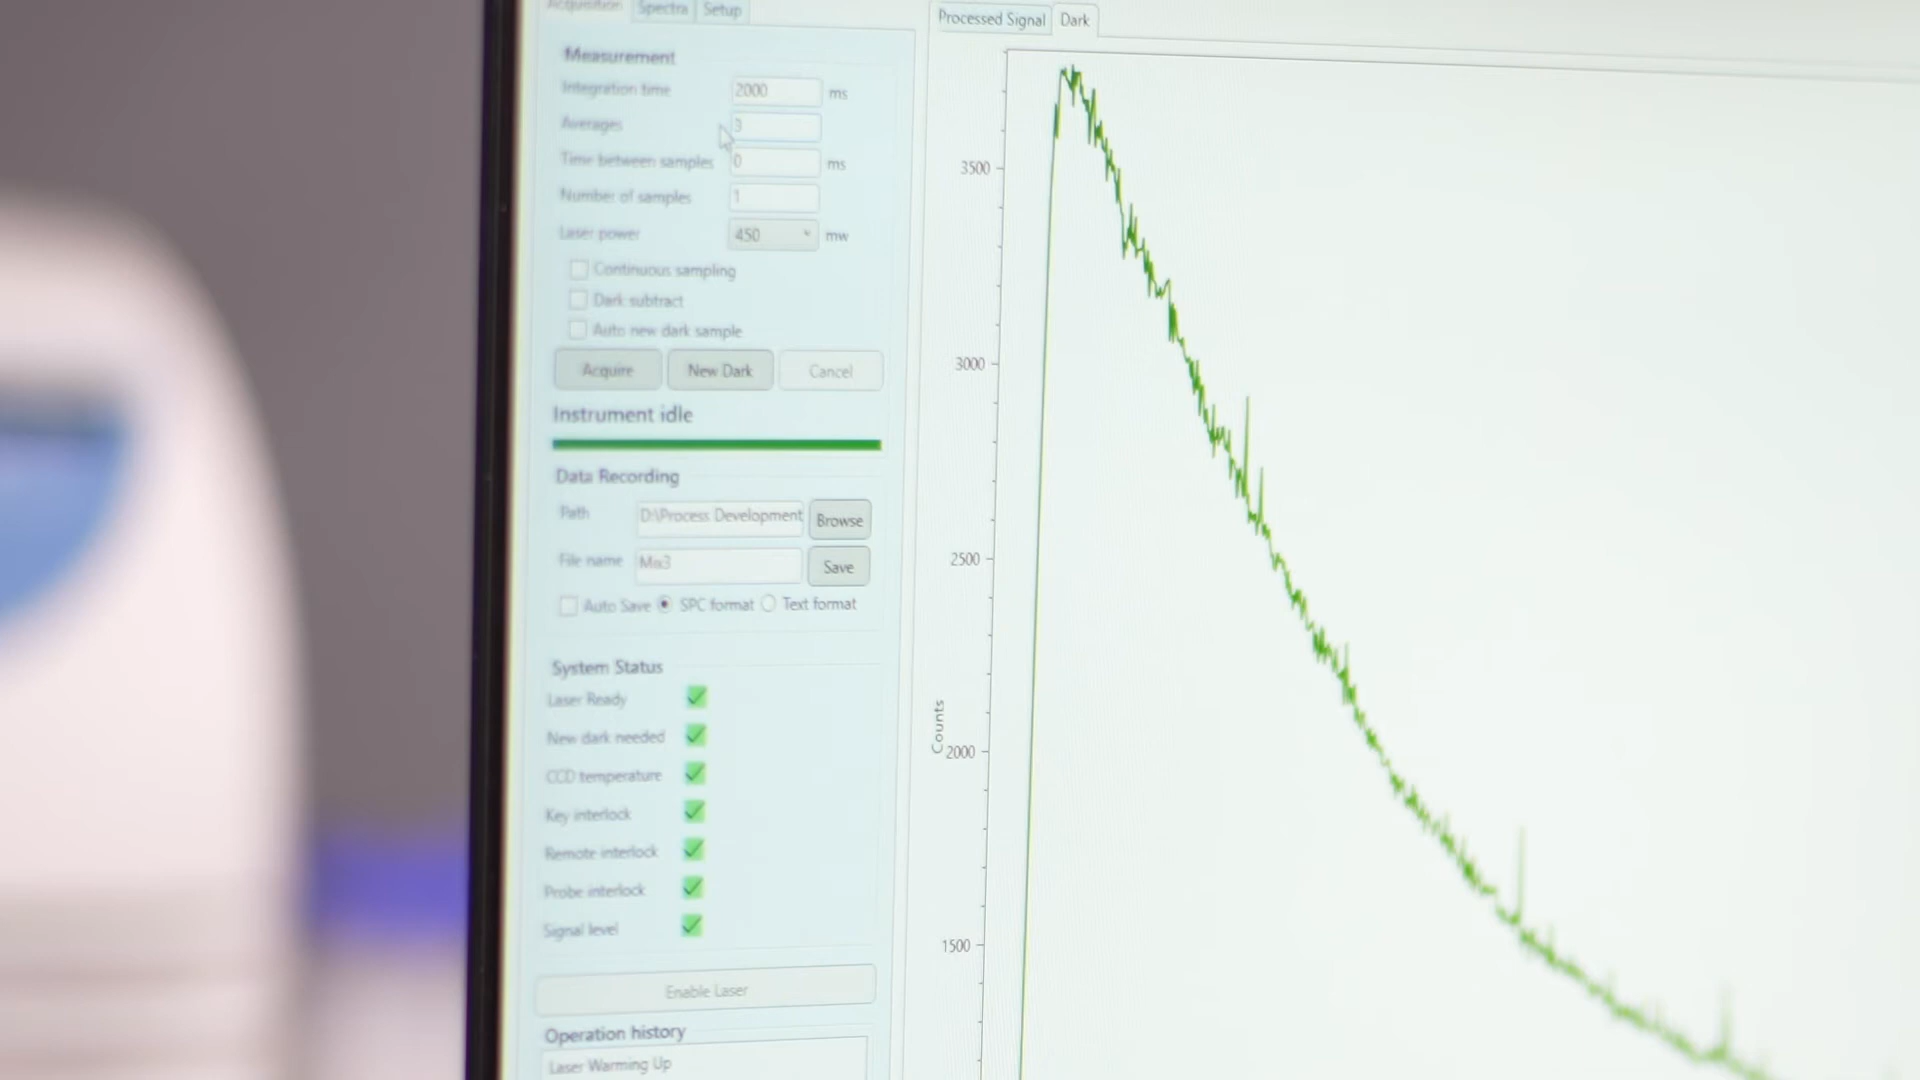 Acquisition Spectra Setup
Measurement
Integration time 2000 ms
Averages 3
Time between samples 0 ms
Number of samples 1
Laser power 450 mw
Continuous sampling
Dark subtract
Auto new dark sample
Acquire New Dark Cancel
Instrument idle
Data Recording
Path D:\Process Development Browse
File name Mix3 Save
Auto Save SPC format Text format
System Status
Laser Ready
New dark needed
CCD temperature
Key interlock
Remote interlock
Probe interlock
Signal level
Enable Laser
Operation history
Laser Warming Up
Processed Signal Dark
3500
3000
2500
2000
1500
Counts